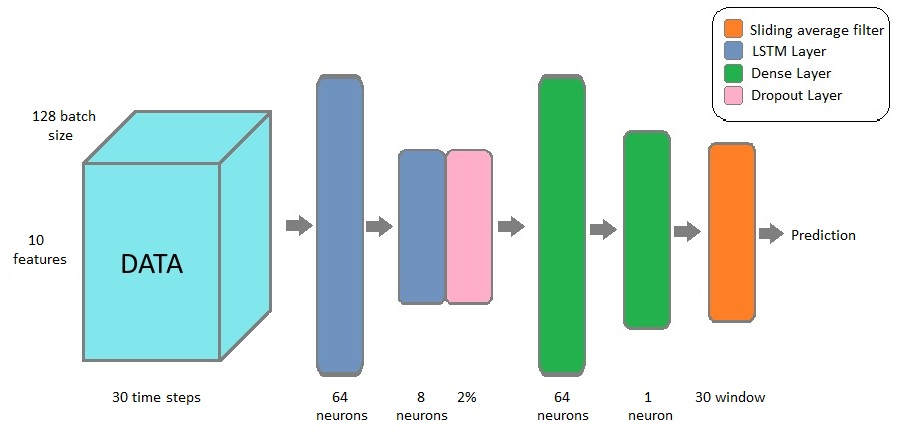 Sliding average filter
LSTM Layer
Dense Layer
Dropout Layer
128 batch
size
10
features
DATA
Prediction
30 time steps
64
neurons
8
neurons
2%
64
neurons
1
neuron
30 window